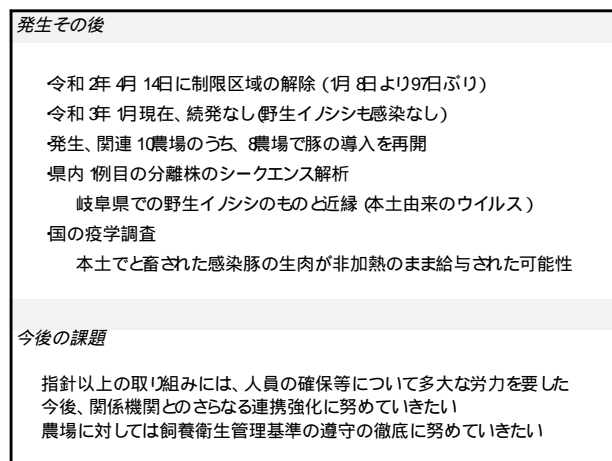 発生その後
・令和2年4月14日に制限区域の解除(1月8日より97日ぶり)
・令和3年1月現在、続発なし(野生イノシシも感染なし)
・発生、関連10農場のうち、8農場で豚の導入を再開
・県内1例目の分離株のシークエンス解析
岐阜県での野生イノシシのものと近縁(本土由来のウイルス)
・国の疫学調査
本土でと畜された感染豚の生肉が非加熱のまま給与された可能性
今後の課題
指針以上の取り組みには、人員の確保等について多大な労力を要した
今後、関係機関とのさらなる連携強化に努めていきたい
農場に対しては飼養衛生管理基準の遵守の徹底に努めていきたい